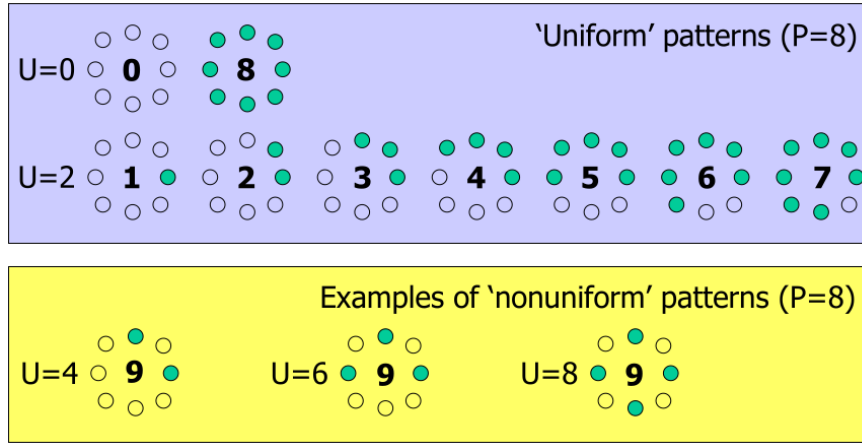 'Uniform' patterns (P=8)
U=0 0 8
U=2 1 2 3 4 5 6 7
Examples of 'nonuniform' patterns (P=8)
U=4 9 U=6 9 U=8 9